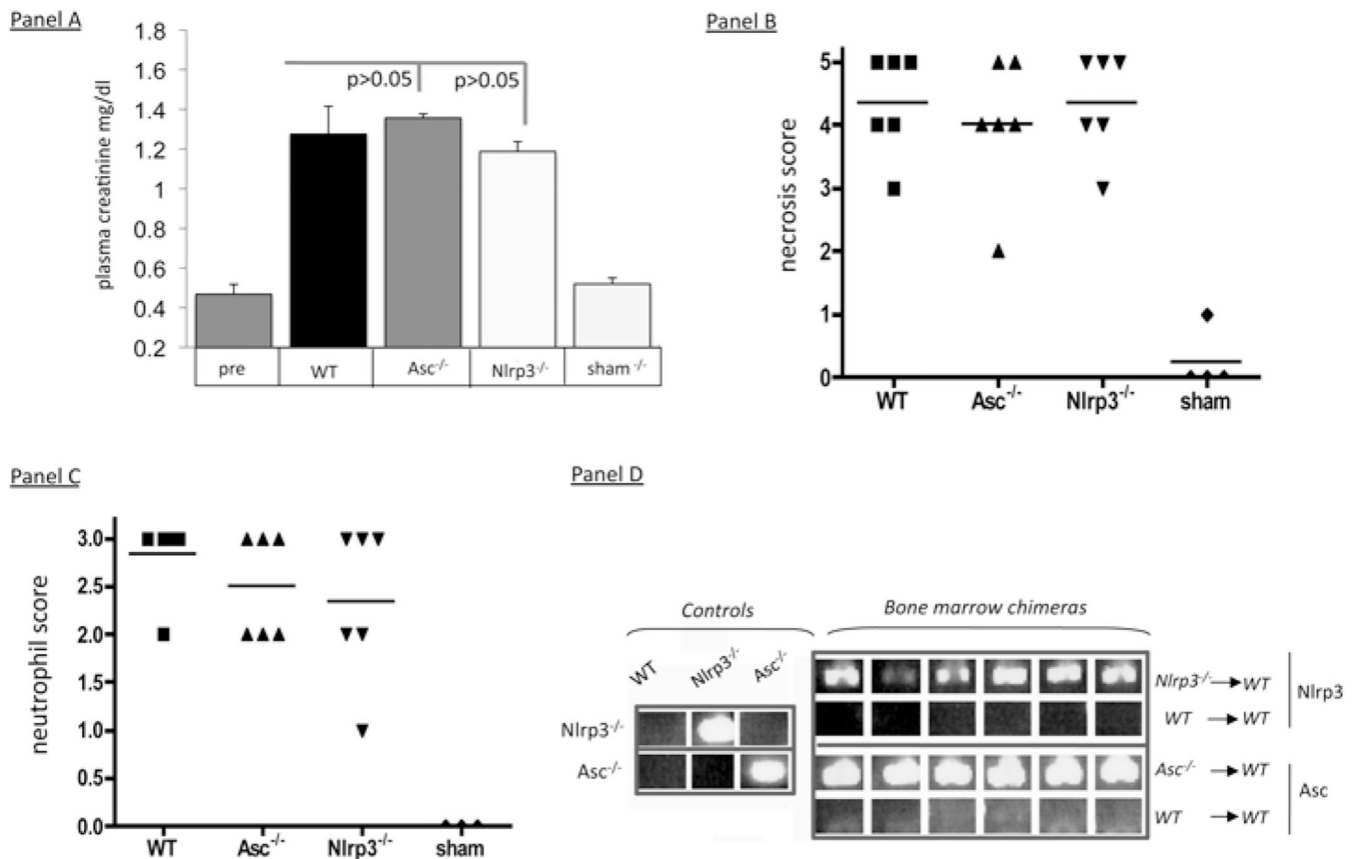 Panel A
plasma creatinine mg/dl
1.8
1.6
1.4
1.2
1
0.8
0.6
0.4
0.2
p>0.05 p>0.05
pre WT Asc-/- Nlrp3-/- sham -/-
Panel B
necrosis score
5
4
3
2
1
0
WT Asc-/- Nlrp3-/- sham
Panel C
neutrophil score
3.0
2.5
2.0
1.5
1.0
0.5
0.0
WT Asc-/- Nlrp3-/- sham
Panel D
Controls Bone marrow chimeras
WT Nlrp3-/- Asc-/-
Nlrp3-/-
Asc-/-
Nlrp3-/- → WT
WT → WT
Nlrp3
Asc-/- → WT
WT → WT
Asc